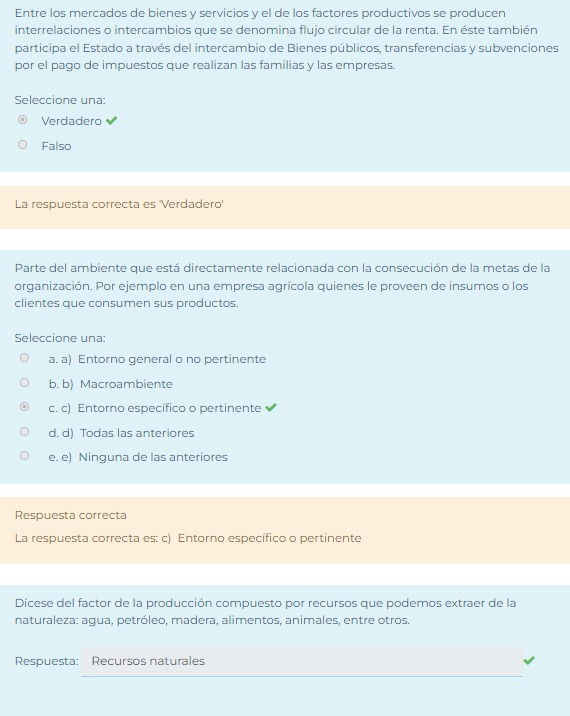 Entre los mercados de bienes y servicios y el de los factores productivos se producen
interrelaciones o intercambios que se denomina flujo circular de la renta. En éste también
participa el Estado a través del intercambio de Bienes públicos, transferencias y subvenciones
por el pago de impuestos que realizan las familias y las empresas.
Seleccione una:
Verdadero
Falso
La respuesta correcta es 'Verdadero'
Parte del ambiente que está directamente relacionada con la consecución de la metas de la
organización. Por ejemplo en una empresa agrícola quienes le proveen de insumos o los
clientes que consumen sus productos.
Seleccione una:
a. a) Entorno general o no pertinente
b. b) Macroambiente
c. c) Entorno específico o pertinente
d. d) Todas las anteriores
e. e) Ninguna de las anteriores
Respuesta correcta
La respuesta correcta es: c) Entorno específico o pertinente
Dícese del factor de la producción compuesto por recursos que podemos extraer de la
naturaleza: agua, petróleo, madera, alimentos, animales, entre otros.
Respuesta: Recursos naturales